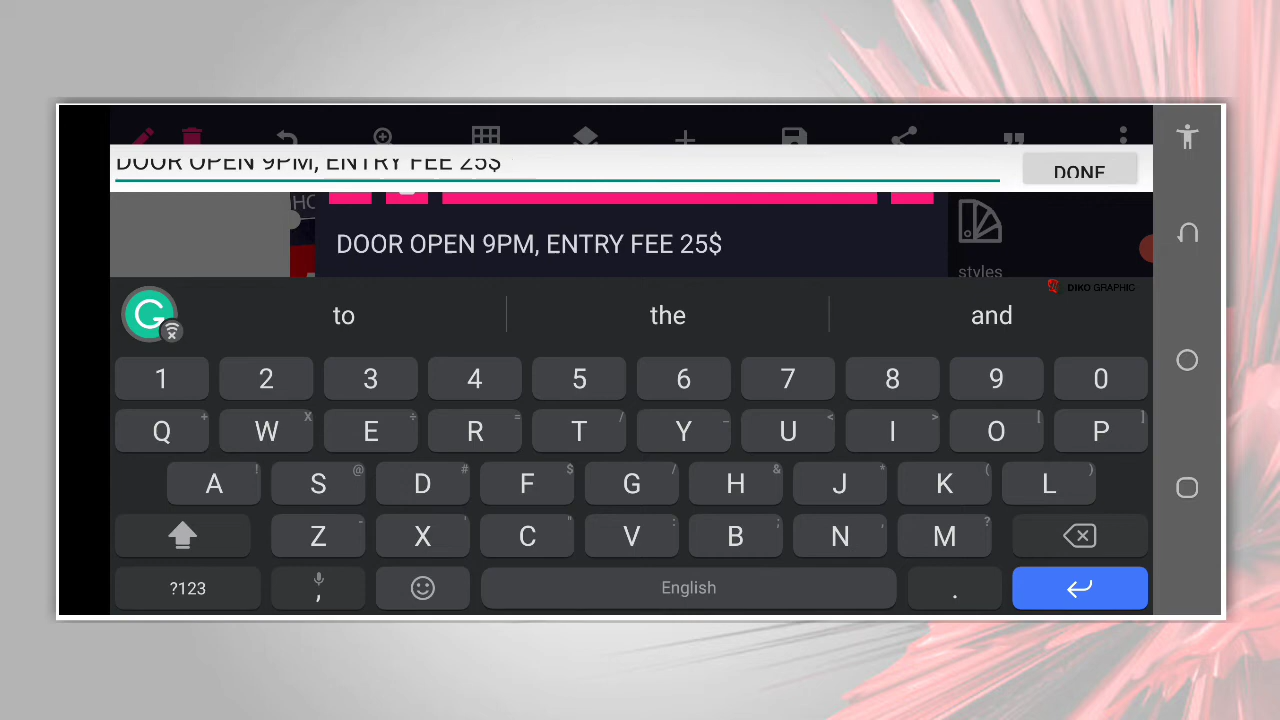 DOOR OPEN 9PM, ENTRY FEE 25$
DONE
HO
DOOR OPEN 9PM, ENTRY FEE 25$
styles
DIKO GRAPHIC
to the and
1 2 3 4 5 6 7 8 9 0
Q + W X E ÷ R = T / Y _ U < I > O [ P ]
A ! S @ D # F $ G / H & J * K ( L )
Z - X ' C " V : B ; N , M ?
?123 , English .